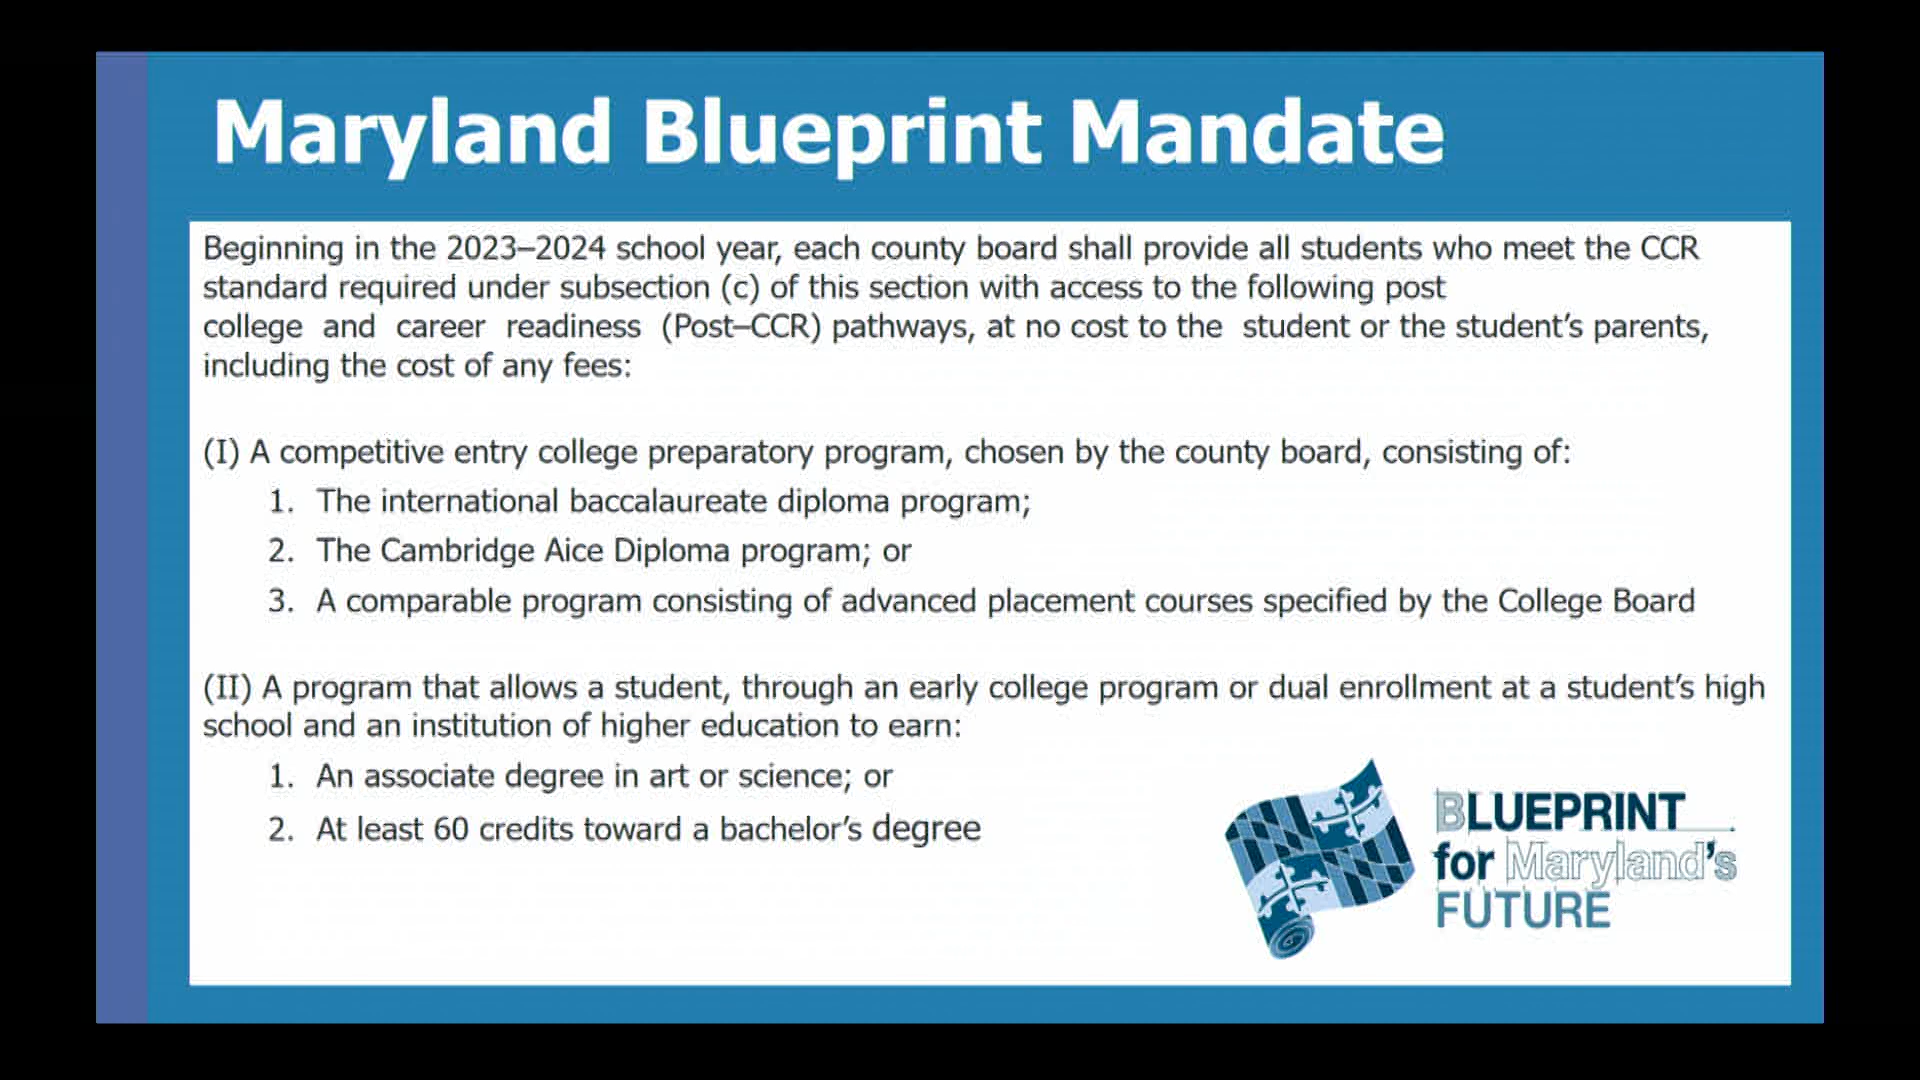 Maryland Blueprint Mandate
Beginning in the 2023–2024 school year, each county board shall provide all students who meet the CCR
standard required under subsection (c) of this section with access to the following post
college and career readiness (Post–CCR) pathways, at no cost to the student or the student's parents,
including the cost of any fees:
(I) A competitive entry college preparatory program, chosen by the county board, consisting of:
1. The international baccalaureate diploma program;
2. The Cambridge Aice Diploma program; or
3. A comparable program consisting of advanced placement courses specified by the College Board
(II) A program that allows a student, through an early college program or dual enrollment at a student's high
school and an institution of higher education to earn:
1. An associate degree in art or science; or
2. At least 60 credits toward a bachelor's degree
BLUEPRINT
for Maryland's
FUTURE